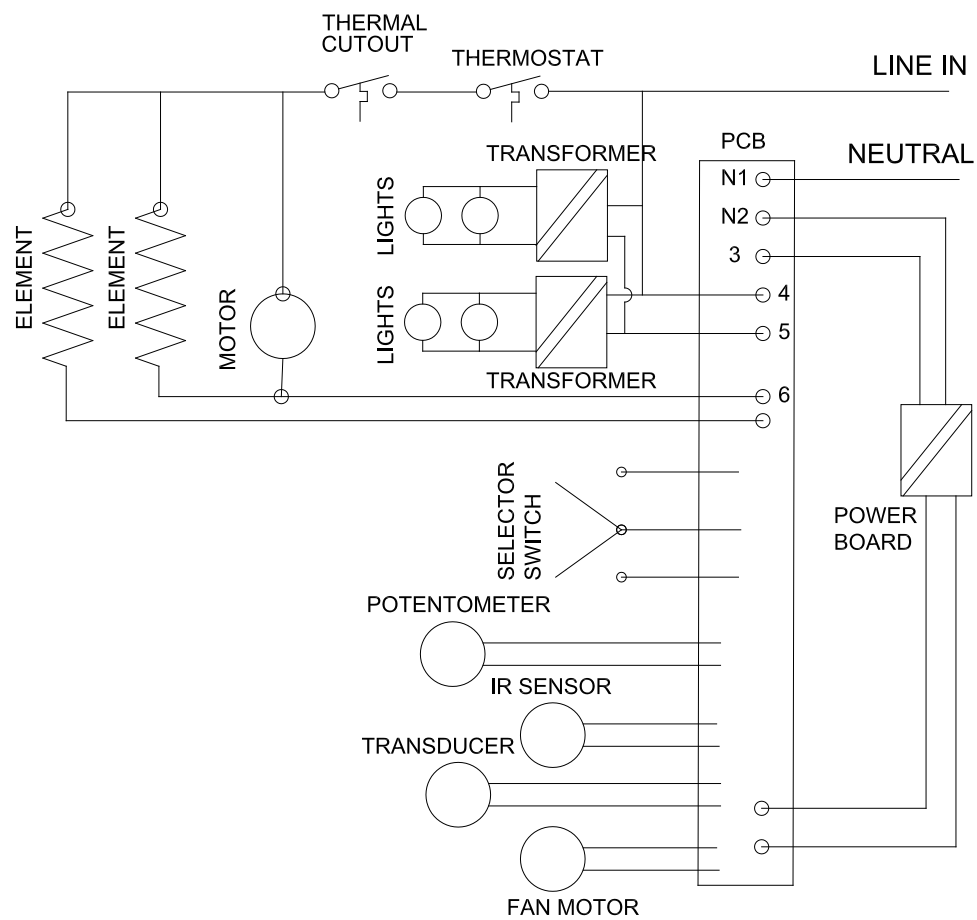 THERMAL
CUTOUT
THERMOSTAT
LINE IN
PCB
NEUTRAL
TRANSFORMER
N1
LIGHTS
N2
3
ELEMENT
ELEMENT
MOTOR
4
LIGHTS
5
TRANSFORMER
6
SELECTOR
SWITCH
POWER
BOARD
POTENTOMETER
IR SENSOR
TRANSDUCER
FAN MOTOR